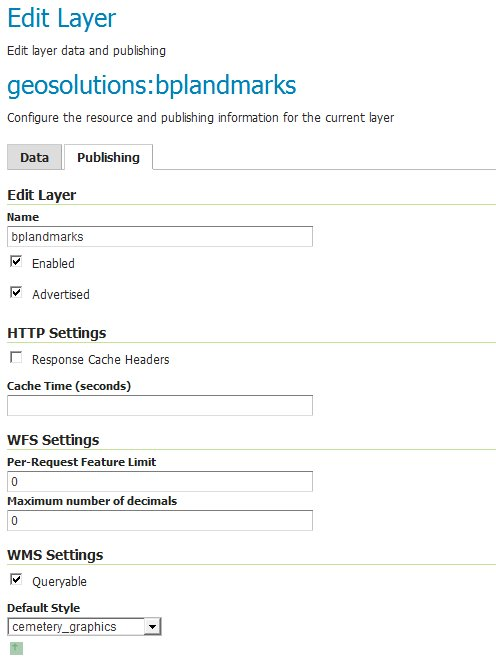 Edit Layer
Edit layer data and publishing
geosolutions:bplandmarks
Configure the resource and publishing information for the current layer
Data Publishing
Edit Layer
Name
bplandmarks
Enabled
Advertised
HTTP Settings
Response Cache Headers
Cache Time (seconds)
WFS Settings
Per-Request Feature Limit
0
Maximum number of decimals
0
WMS Settings
Queryable
Default Style
cemetery_graphics